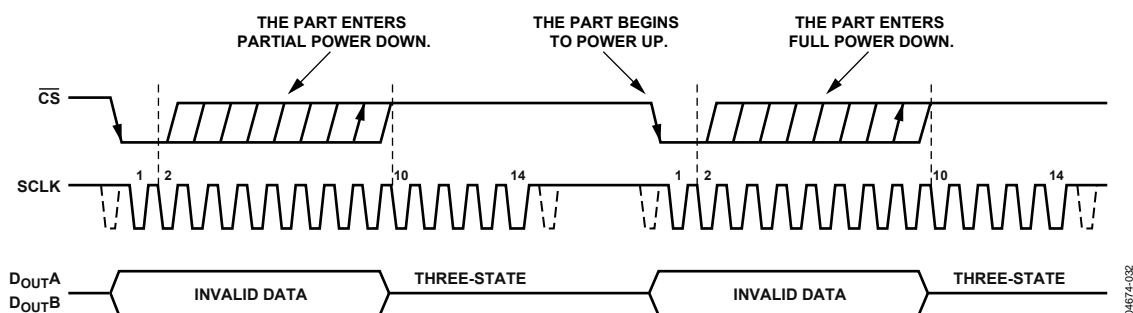 THE PART ENTERS
PARTIAL POWER DOWN.
THE PART BEGINS
TO POWER UP.
THE PART ENTERS
FULL POWER DOWN.
CS
SCLK
1 2 10 14 1 2 10 14
DOUTA
DOUTB
INVALID DATA THREE-STATE INVALID DATA THREE-STATE
04674-032